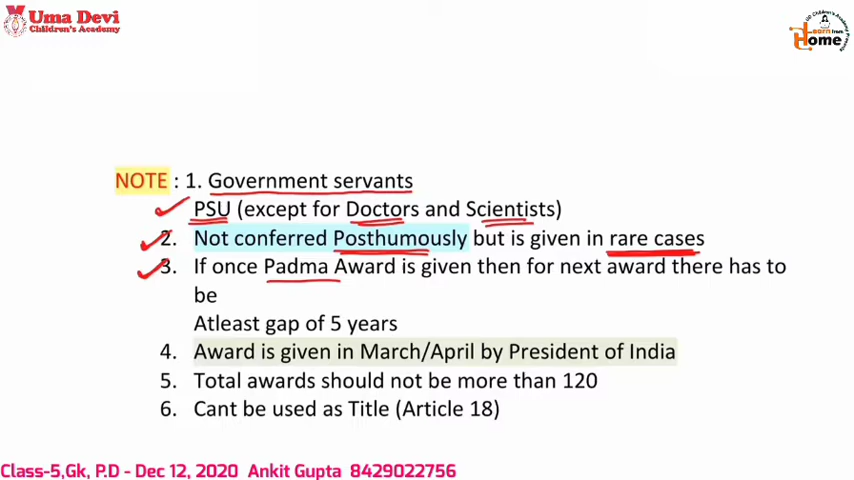 Uma Devi
Children's Academy
UD Children's Academy Presents
Learn from
Home
NOTE : 1. Government servants
PSU (except for Doctors and Scientists)
2. Not conferred Posthumously but is given in rare cases
3. If once Padma Award is given then for next award there has to
be
Atleast gap of 5 years
4. Award is given in March/April by President of India
5. Total awards should not be more than 120
6. Cant be used as Title (Article 18)
Class-5,Gk, P.D - Dec 12, 2020 Ankit Gupta 8429022756